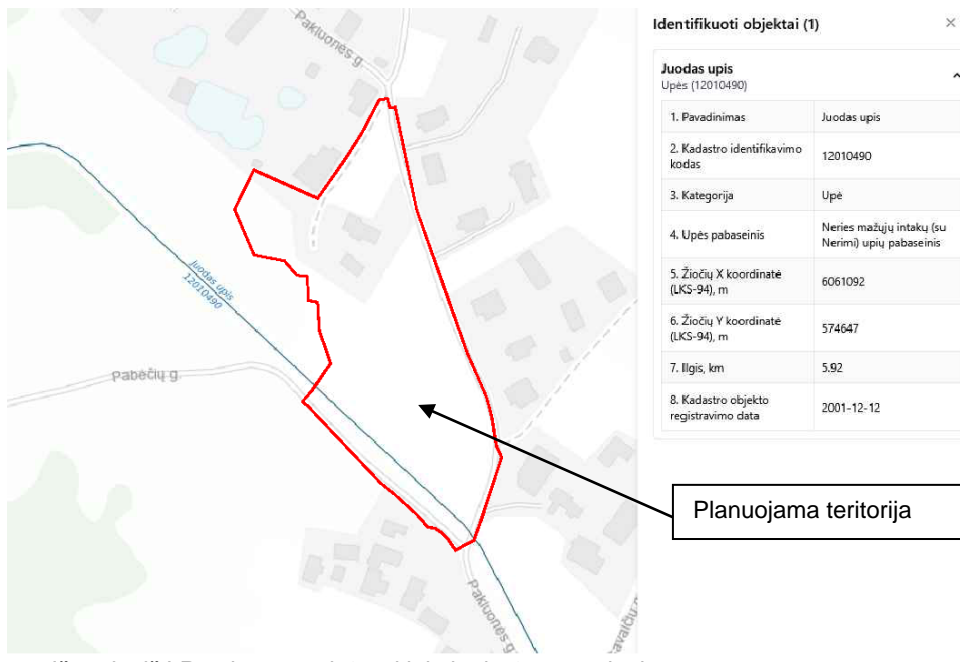 Pakluonės g
Identifikuoti objektai (1)
Juodas upis
Upės (12010490)
1. Pavadinimas
Juodas upis
2. Kadastro identifikavimo
kodas
12010490
3. Kategorija
Upė
4. Upės pabaseinis
Neries mažųjų intakų (su
Nerimi) upių pabaseinis
5. Žiočių X koordinatė
(LKS-94), m
6061092
6. Žiočių Y koordinatė
(LKS-94), m
574647
7. Ilgis, km
5.92
8. Kadastro objekto
registravimo data
2001-12-12
Juodas upis
12010490
Pabėčių g.
Planuojama teritorija
Pakluonės g